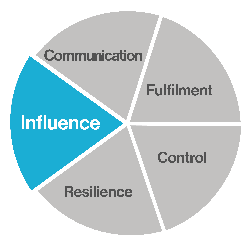 Communication
Fulfilment
Influence
Control
Resilience